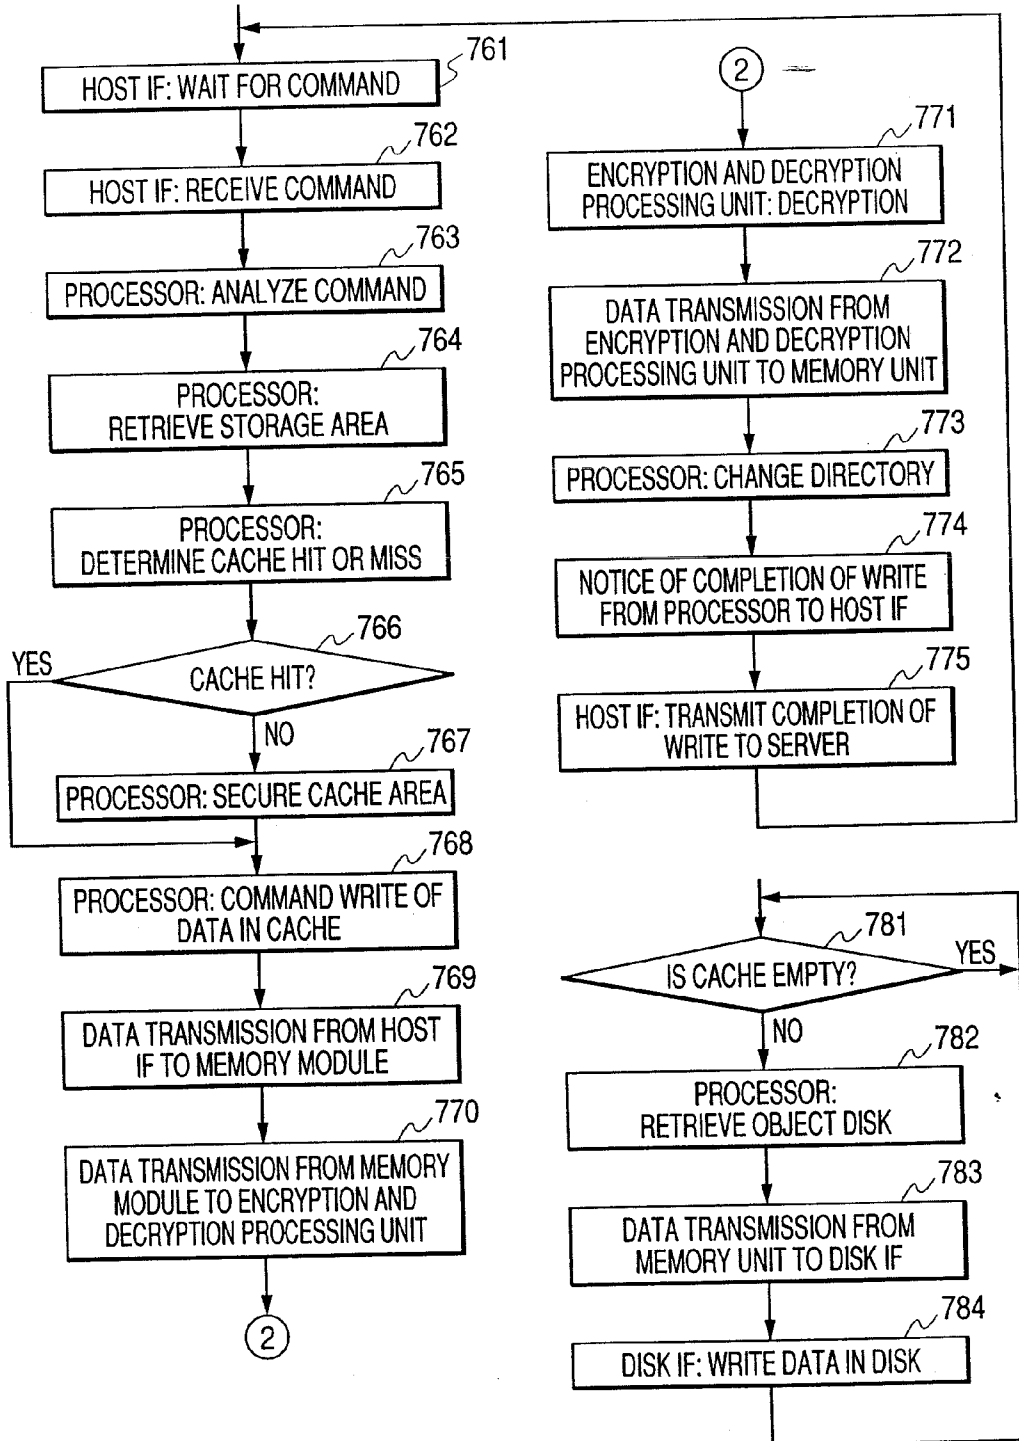 761
HOST IF: WAIT FOR COMMAND
762
HOST IF: RECEIVE COMMAND
763
PROCESSOR: ANALYZE COMMAND
764
PROCESSOR:
RETRIEVE STORAGE AREA
765
PROCESSOR:
DETERMINE CACHE HIT OR MISS
766
YES
CACHE HIT?
NO
767
PROCESSOR: SECURE CACHE AREA
768
PROCESSOR: COMMAND WRITE OF
DATA IN CACHE
769
DATA TRANSMISSION FROM HOST
IF TO MEMORY MODULE
770
DATA TRANSMISSION FROM MEMORY
MODULE TO ENCRYPTION AND
DECRYPTION PROCESSING UNIT
2
2
771
ENCRYPTION AND DECRYPTION
PROCESSING UNIT: DECRYPTION
772
DATA TRANSMISSION FROM
ENCRYPTION AND DECRYPTION
PROCESSING UNIT TO MEMORY UNIT
773
PROCESSOR: CHANGE DIRECTORY
774
NOTICE OF COMPLETION OF WRITE
FROM PROCESSOR TO HOST IF
775
HOST IF: TRANSMIT COMPLETION OF
WRITE TO SERVER
781
IS CACHE EMPTY?
YES
NO
782
PROCESSOR:
RETRIEVE OBJECT DISK
783
DATA TRANSMISSION FROM
MEMORY UNIT TO DISK IF
784
DISK IF: WRITE DATA IN DISK